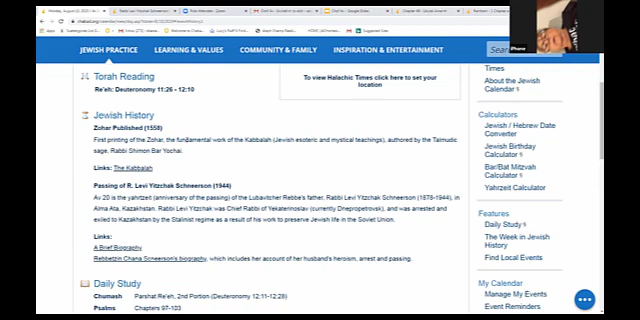 JEWISH PRACTICE LEARNING & VALUES COMMUNITY & FAMILY INSPIRATION & ENTERTAINMENT
Sea
iPhone
Torah Reading
Re'eh: Deuteronomy 11:26 - 12:10
To view Halachic Times click here to set your
location
Jewish History
Zohar Published (1558)
First printing of the Zohar, the fundamental work of the Kabbalah (Jewish esoteric and mystical teachings), authored by the Talmudic
sage, Rabbi Shimon Bar Yochai.
Links: The Kabbalah
Passing of R. Levi Yitzchak Schneerson (1944)
Av 20 is the yahrtzeit (anniversary of the passing) of the Lubavitcher Rebbe's father, Rabbi Levi Yitzchak Schneerson (1878-1944), in
Alma Ata, Kazakhstan. Rabbi Levi Yitzchak was Chief Rabbi of Yekaterinoslav (currently Dnepropetrovsk), and was arrested and
exiled to Kazakhstan by the Stalinist regime as a result of his work to preserve Jewish life in the Soviet Union.
Links:
A Brief Biography
Rebbetzin Chana Schneerson's biography, which includes her account of her husband's heroism, arrest and passing.
Daily Study
Chumash Parshat Re'eh, 2nd Portion (Deuteronomy 12:11-12:28)
Psalms Chapters 97-103
Times
About the Jewish
Calendar
Calculators
Jewish / Hebrew Date
Converter
Jewish Birthday
Calculator
Bar/Bat Mitzvah
Calculator
Yahrzeit Calculator
Features
Daily Study
The Week in Jewish
History
Find Local Events
My Calendar
Manage My Events
Event Reminders